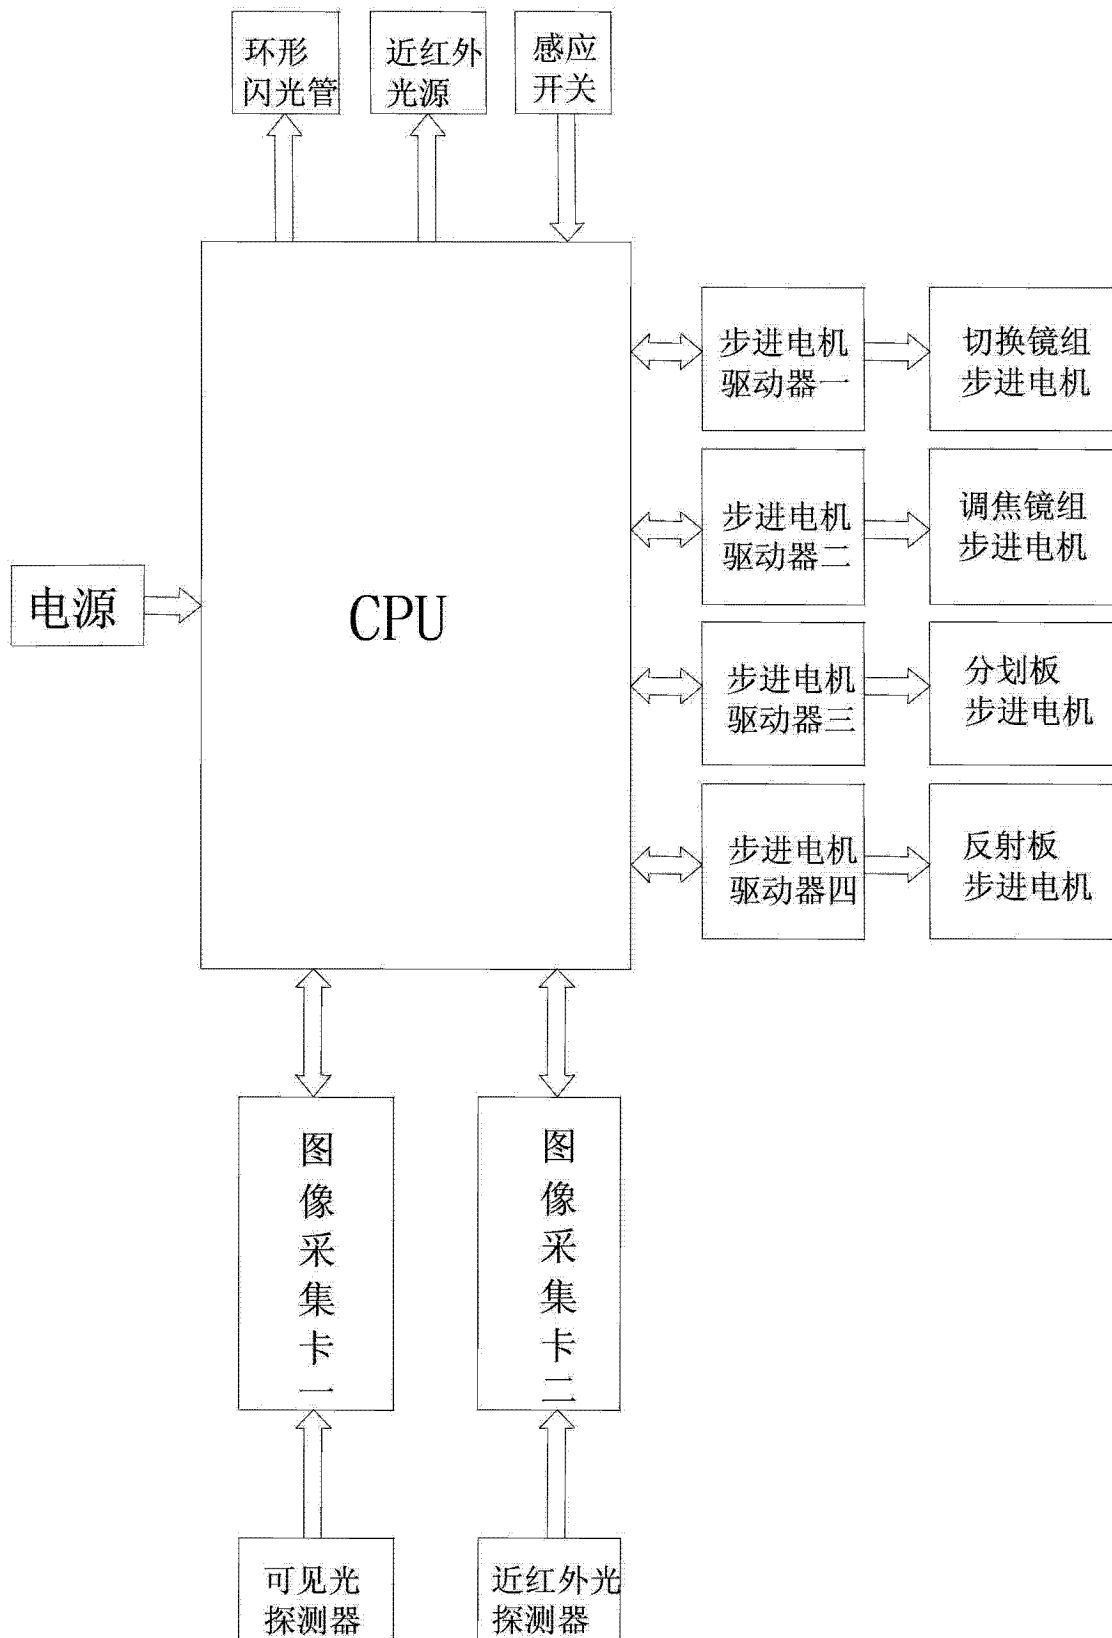 环形
闪光管
近红外
光源
感应
开关
步进电机
驱动器一
切换镜组
步进电机
步进电机
驱动器二
调焦镜组
步进电机
电源
CPU
步进电机
驱动器三
分划板
步进电机
步进电机
驱动器四
反射板
步进电机
图像采集卡一
图像采集卡二
可见光
探测器
近红外光
探测器